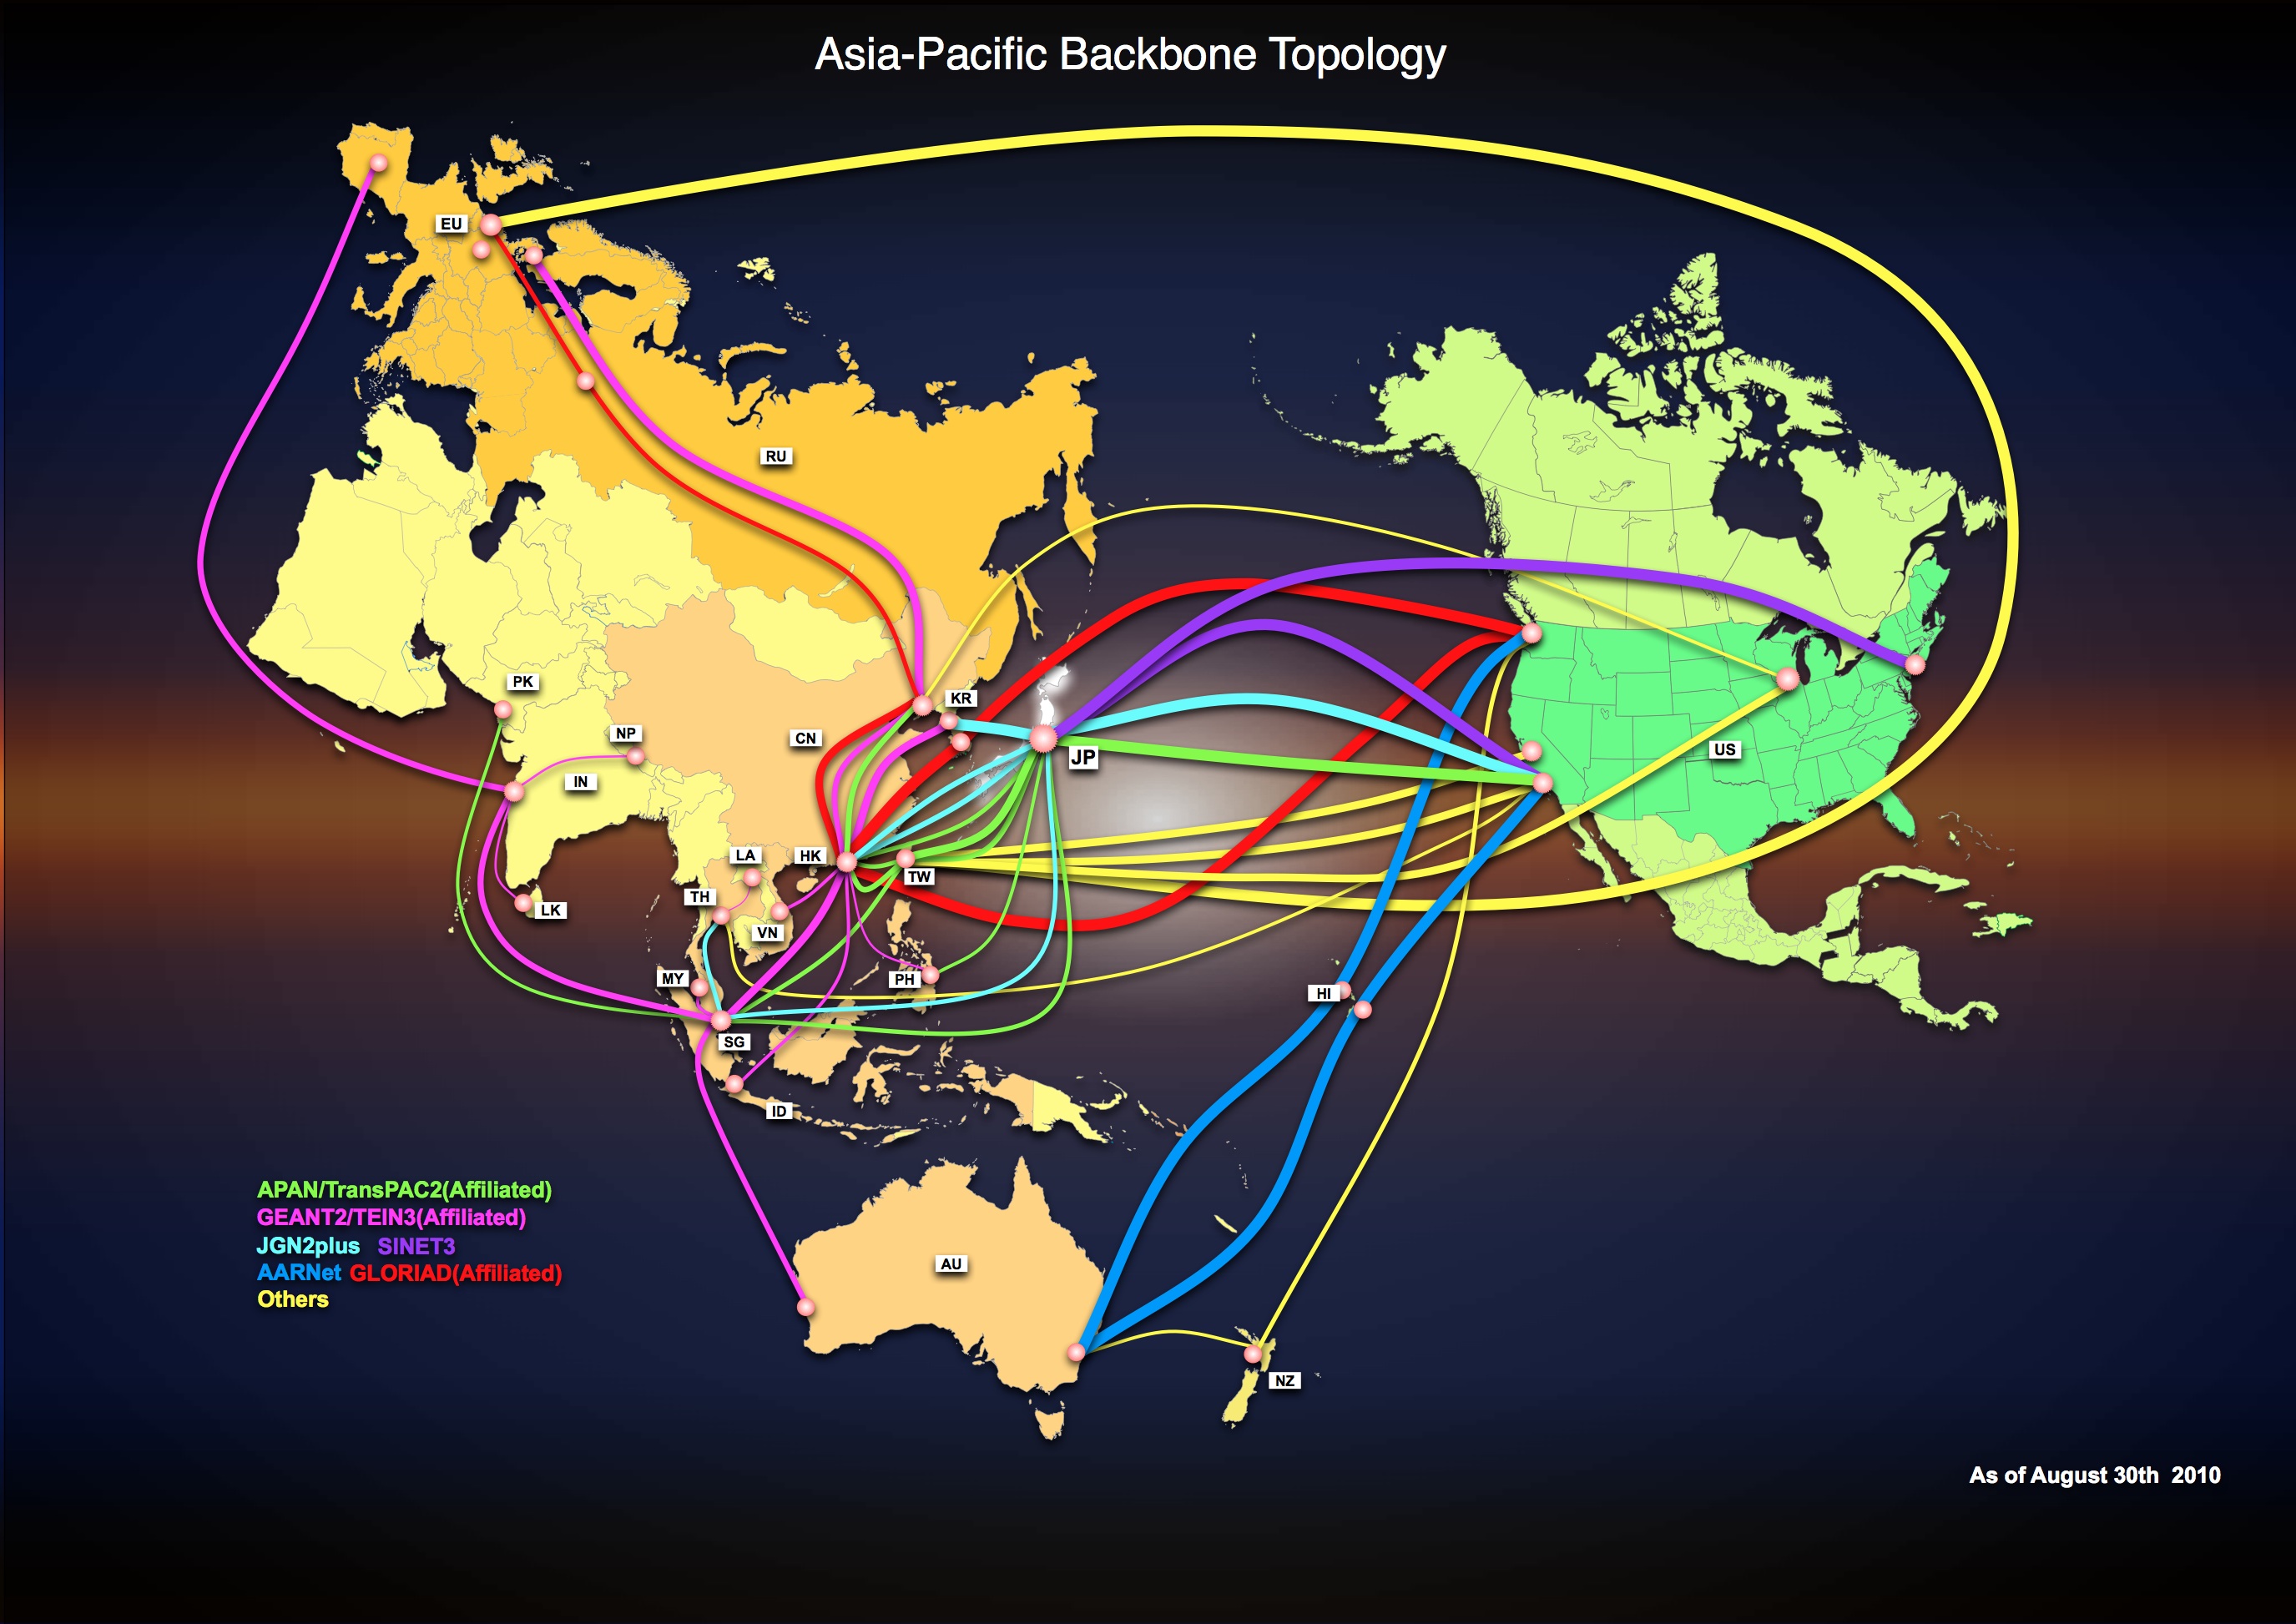 Asia-Pacific Backbone Topology
EU
RU
PK
KR
NP
CN
JP
US
IN
LA
HK
TW
TH
LK
VN
MY
PH
HI
SG
ID
APAN/TransPAC2(Affiliated)
GEANT2/TEIN3(Affiliated)
JGN2plus SINET3
AU
AARNet GLORIAD(Affiliated)
Others
NZ
As of August 30th 2010